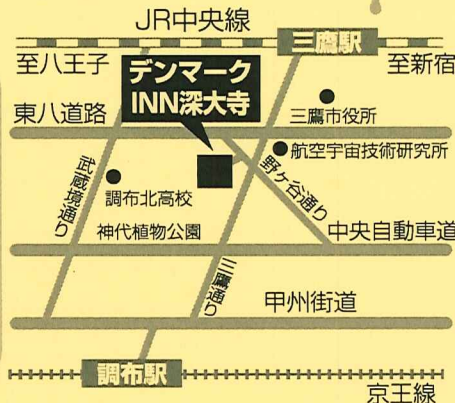 JR中央線
三鷹駅
至八王子
至新宿
デンマーク
INN深大寺
三鷹市役所
東八道路
航空宇宙技術研究所
野ヶ谷通り
武蔵境通り
調布北高校
神代植物公園
中央自動車道
三鷹通り
甲州街道
調布駅
京王線